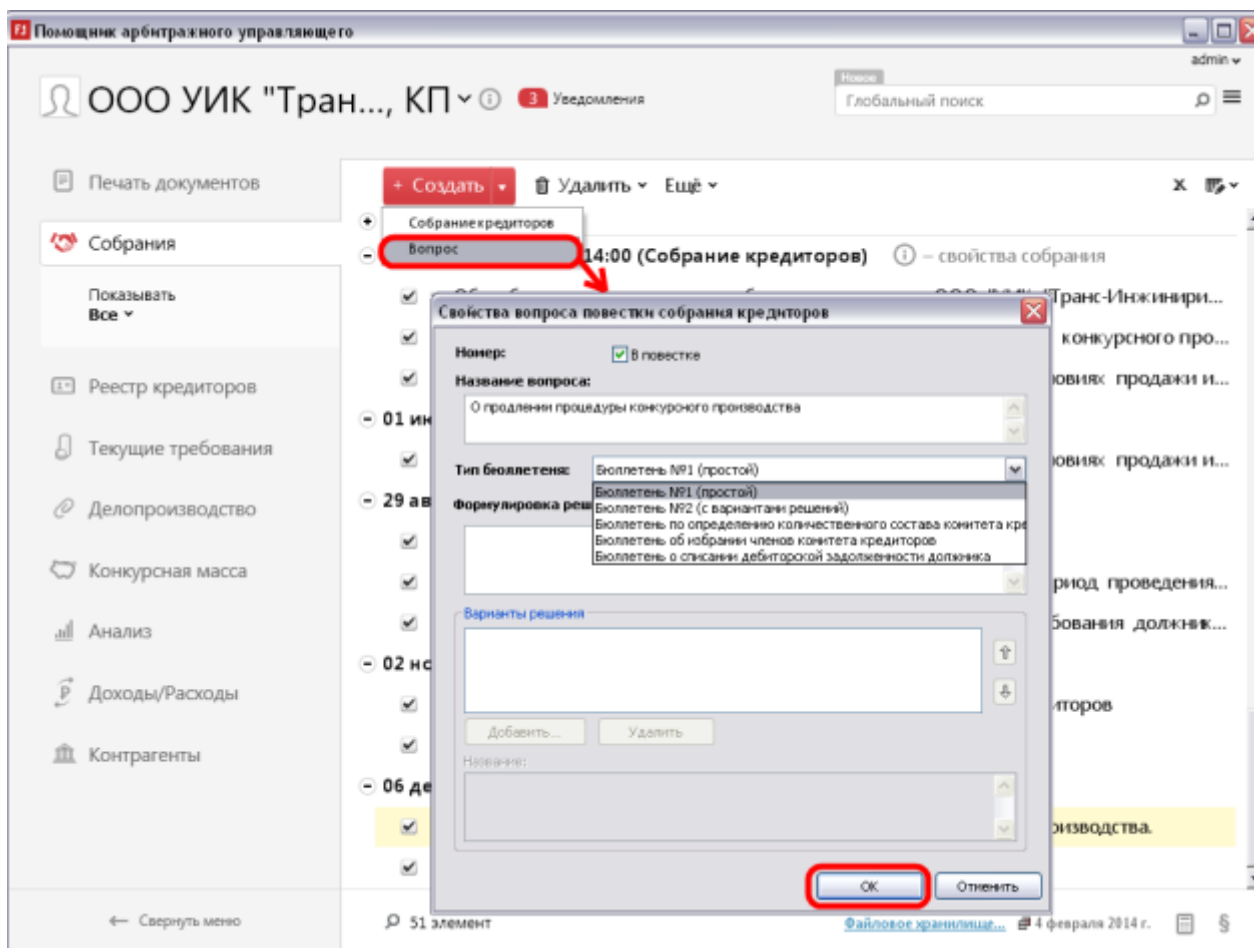 Помощник арбитражного управляющего
admin
ООО УИК "Тран..., КП
3 Уведомления
Новое
Глобальный поиск
Печать документов
Собрания
Показывать
Все
Реестр кредиторов
Текущие требования
Делопроизводство
Конкурсная масса
Анализ
Доходы/Расходы
Контрагенты
← Свернуть меню
+ Создать
Удалить
Ещё
Собрание кредиторов
Вопрос
14:00 (Собрание кредиторов)
– свойства собрания
"Транс-Инжинири...
конкурсного про...
овиях продажи и...
01 ин
овиях продажи и...
29 ав
риод проведения...
бования должник...
02 но
иторов
06 де
оизводства.
Свойства вопроса повестки собрания кредиторов
Номер:
В повестке
Название вопроса:
О продлении процедуры конкурсного производства
Тип бюллетеня:
Бюллетень №1 (простой)
Бюллетень №1 (простой)
Бюллетень №2 (с вариантами решений)
Бюллетень по определению количественного состава комитета кре
Бюллетень об избрании членов комитета кредиторов
Бюллетень о списании дебиторской задолженности должника
Формулировка реш
Варианты решения
Добавить...
Удалить
Название:
ОК
Отменить
51 элемент
Файловое хранилище...
4 февраля 2014 г.
§